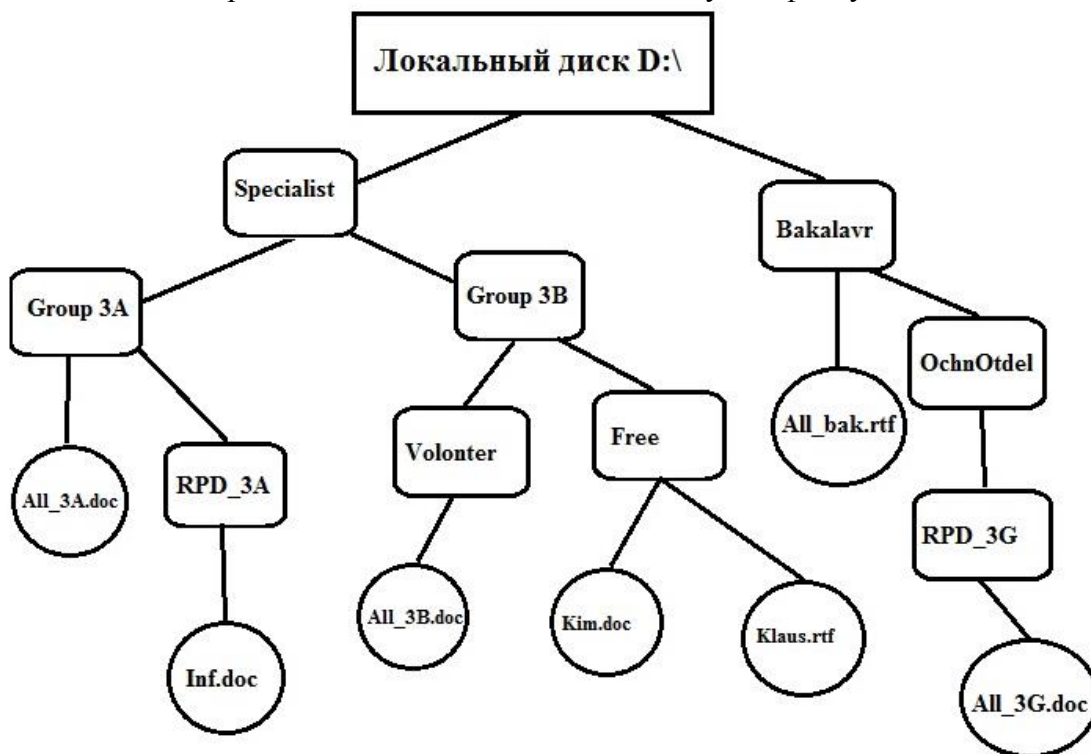 Локальный диск D:\
Specialist
Bakalavr
Group 3A
Group 3B
OchnOtdel
Volonter
Free
All_bak.rtf
All_3A.doc
RPD_3A
RPD_3G
All_3B.doc
Kim.doc
Klaus.rtf
Inf.doc
All_3G.doc